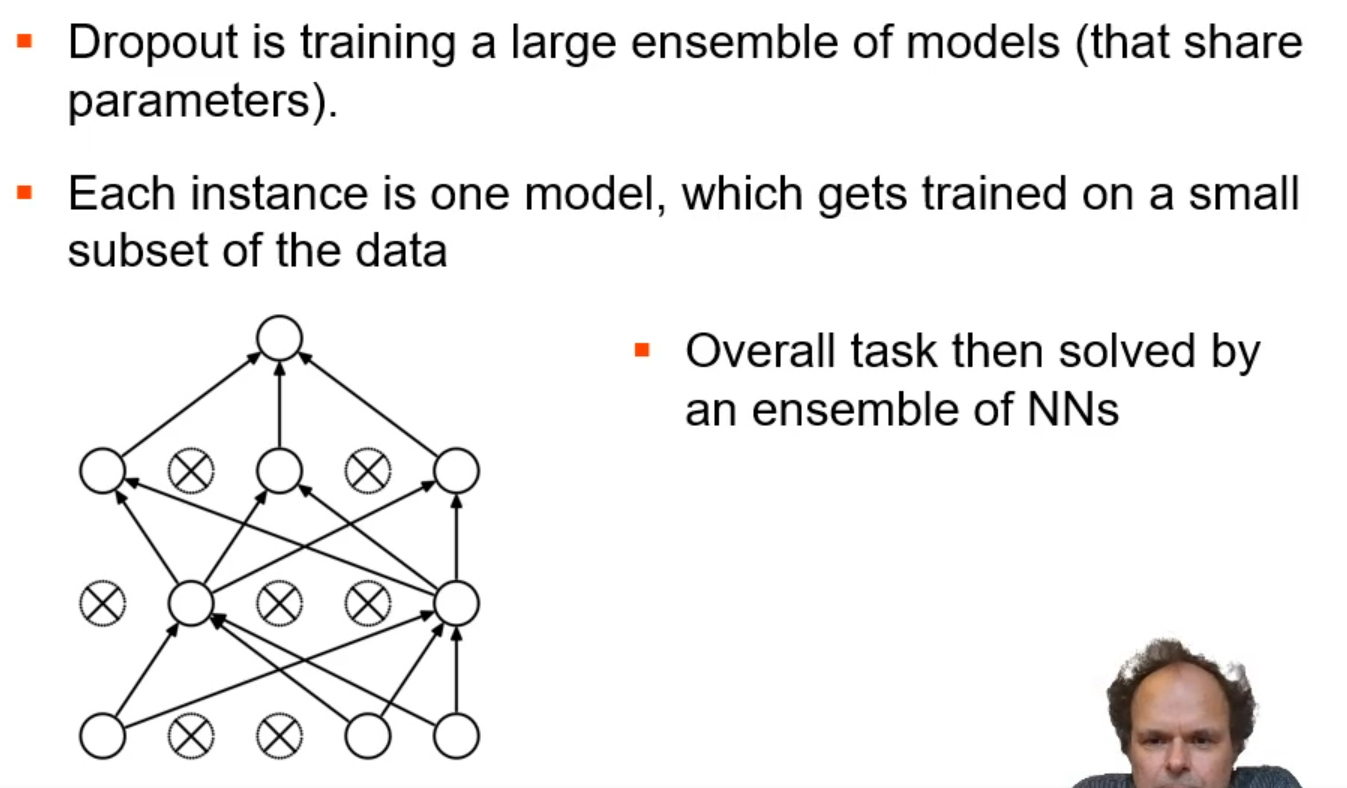 Dropout is training a large ensemble of models (that share
parameters).
Each instance is one model, which gets trained on a small
subset of the data
Overall task then solved by
an ensemble of NNs